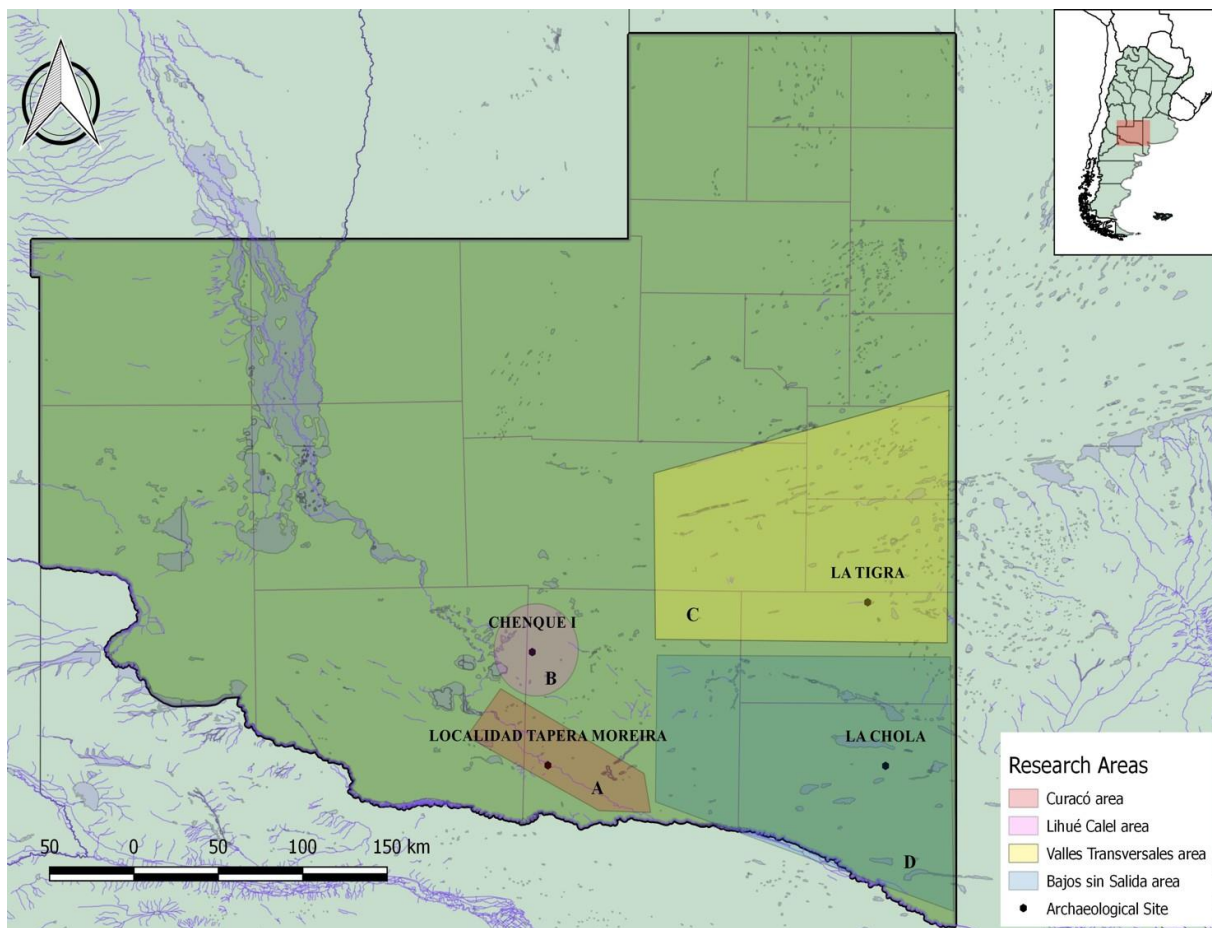 LA TIGRA
C
CHENQUE I
B
LOCALIDAD TAPERA MOREIRA
A
LA CHOLA
D
50 0 50 100 150 km
Research Areas
Curacó area
Lihué Calel area
Valles Transversales area
Bajos sin Salida area
Archaeological Site